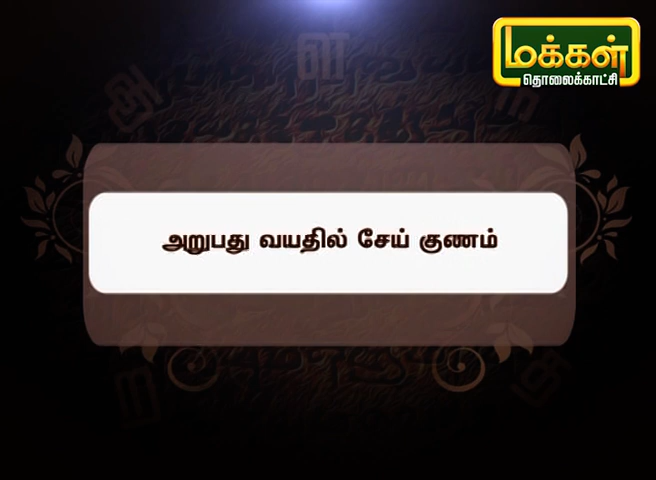 மக்கள்
தொலைக்காட்சி
அறுபது வயதில் சேய் குணம்